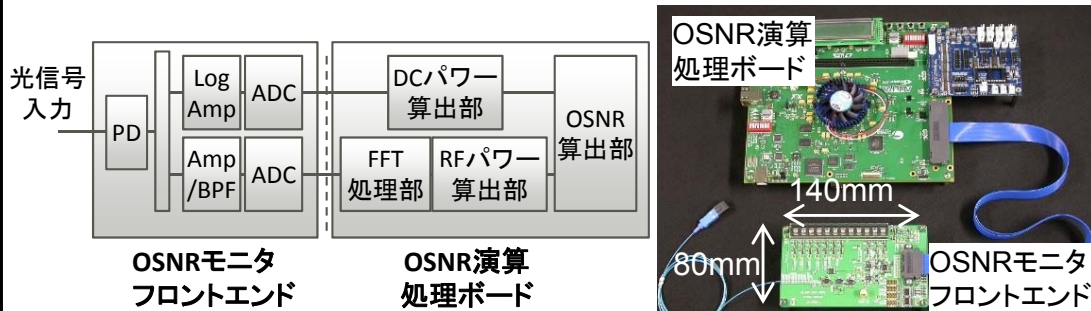 光信号
入力
PD
Log
Amp
ADC
Amp
/BPF
ADC
DCパワー
算出部
FFT
処理部
RFパワー
算出部
OSNR
算出部
OSNRモニタ
フロントエンド
OSNR演算
処理ボード
OSNR演算
処理ボード
140mm
80mm
OSNRモニタ
フロントエンド